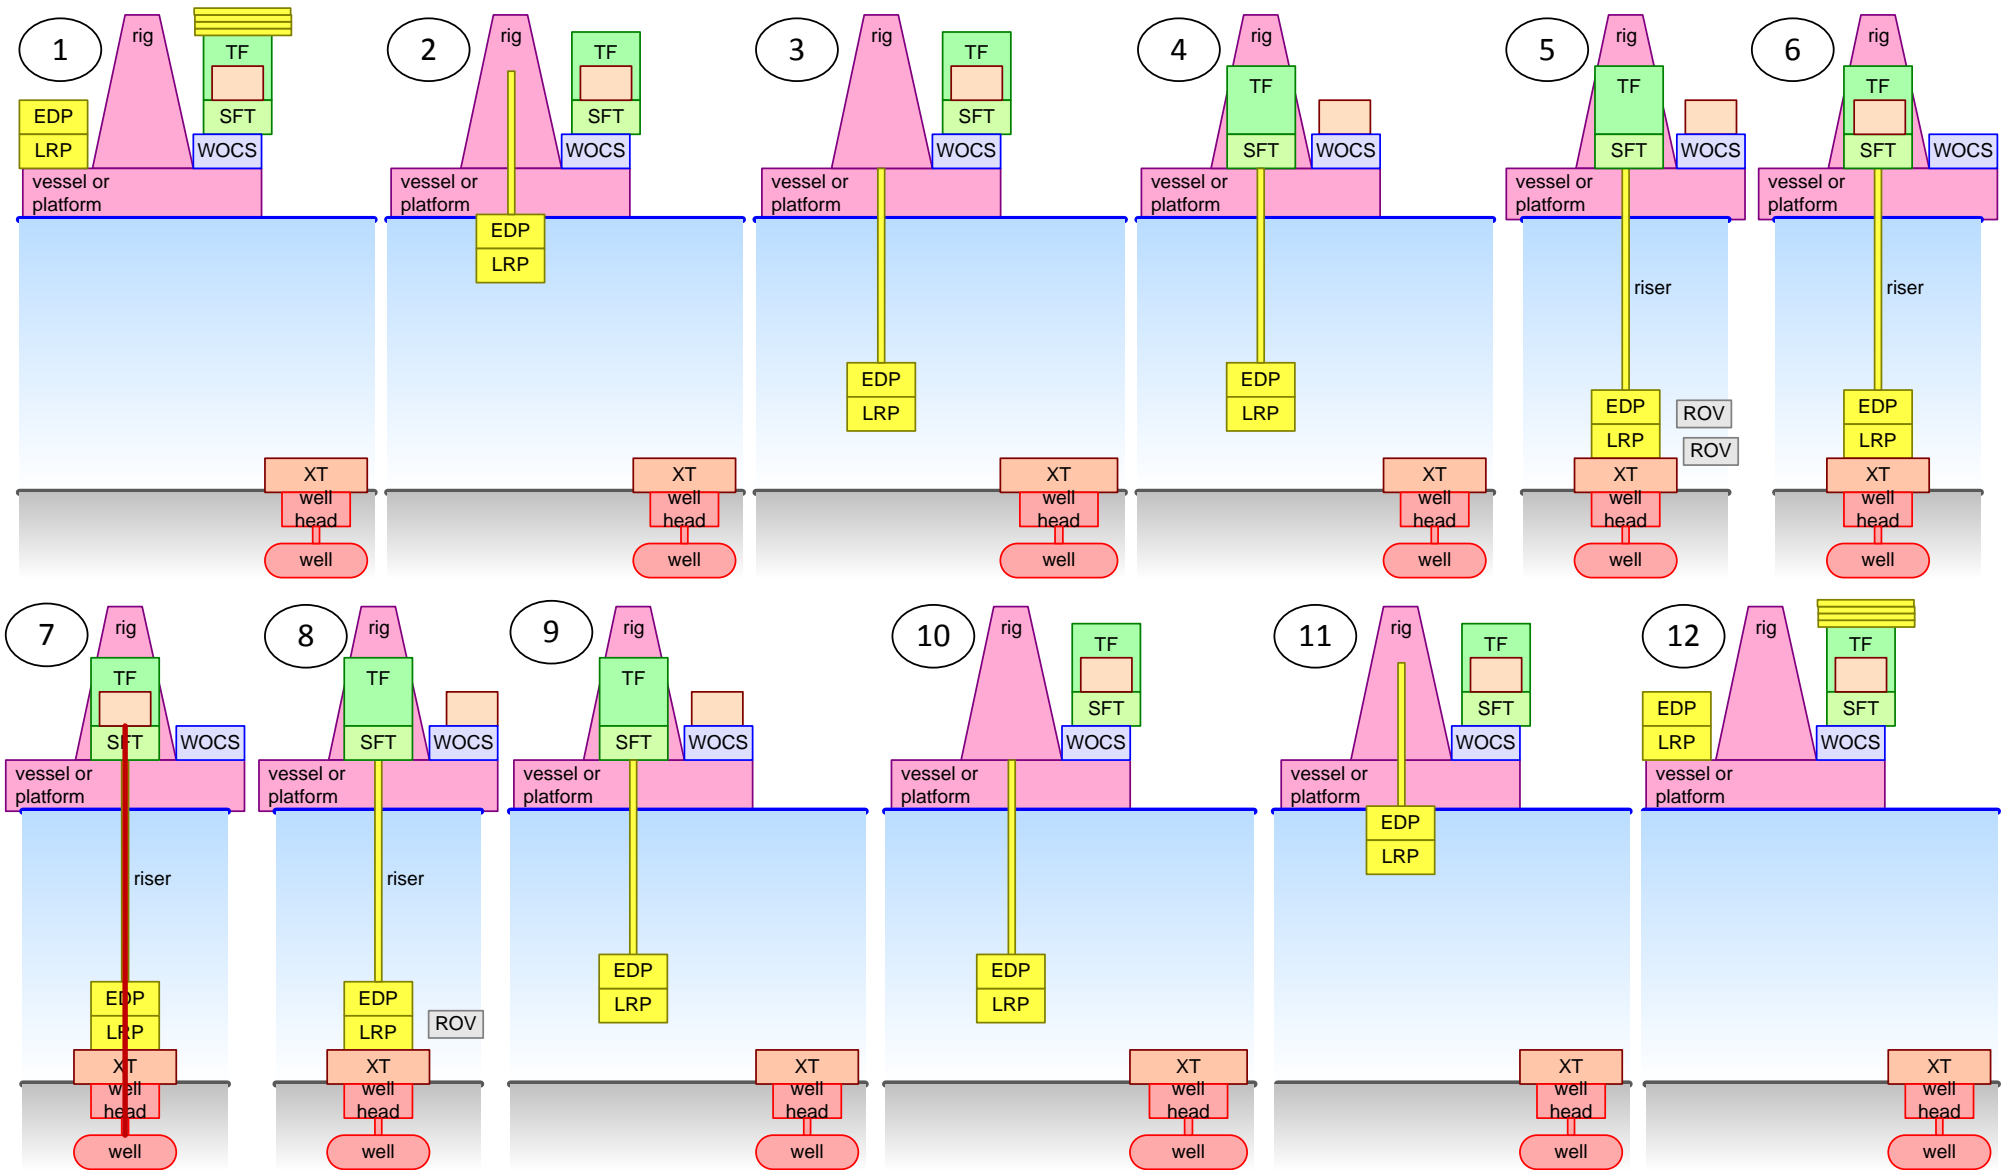 1
rig
TF
SFT
EDP
LRP
WOCS
vessel or
platform
XT
well
head
well
2
rig
TF
SFT
WOCS
vessel or
platform
EDP
LRP
XT
well
head
well
3
rig
TF
SFT
WOCS
vessel or
platform
EDP
LRP
XT
well
head
well
4
rig
TF
SFT
WOCS
vessel or
platform
EDP
LRP
XT
well
head
well
5
rig
TF
SFT
WOCS
vessel or
platform
riser
EDP
LRP
ROV
ROV
XT
well
head
well
6
rig
TF
SFT
WOCS
vessel or
platform
riser
EDP
LRP
XT
well
head
well
7
rig
TF
SFT
WOCS
vessel or
platform
riser
EDP
LRP
XT
well
head
well
8
rig
TF
SFT
WOCS
vessel or
platform
riser
EDP
LRP
ROV
XT
well
head
well
9
rig
TF
SFT
WOCS
vessel or
platform
EDP
LRP
XT
well
head
well
10
rig
TF
SFT
WOCS
vessel or
platform
EDP
LRP
XT
well
head
well
11
rig
TF
SFT
WOCS
vessel or
platform
EDP
LRP
XT
well
head
well
12
rig
TF
SFT
EDP
LRP
WOCS
vessel or
platform
XT
well
head
well